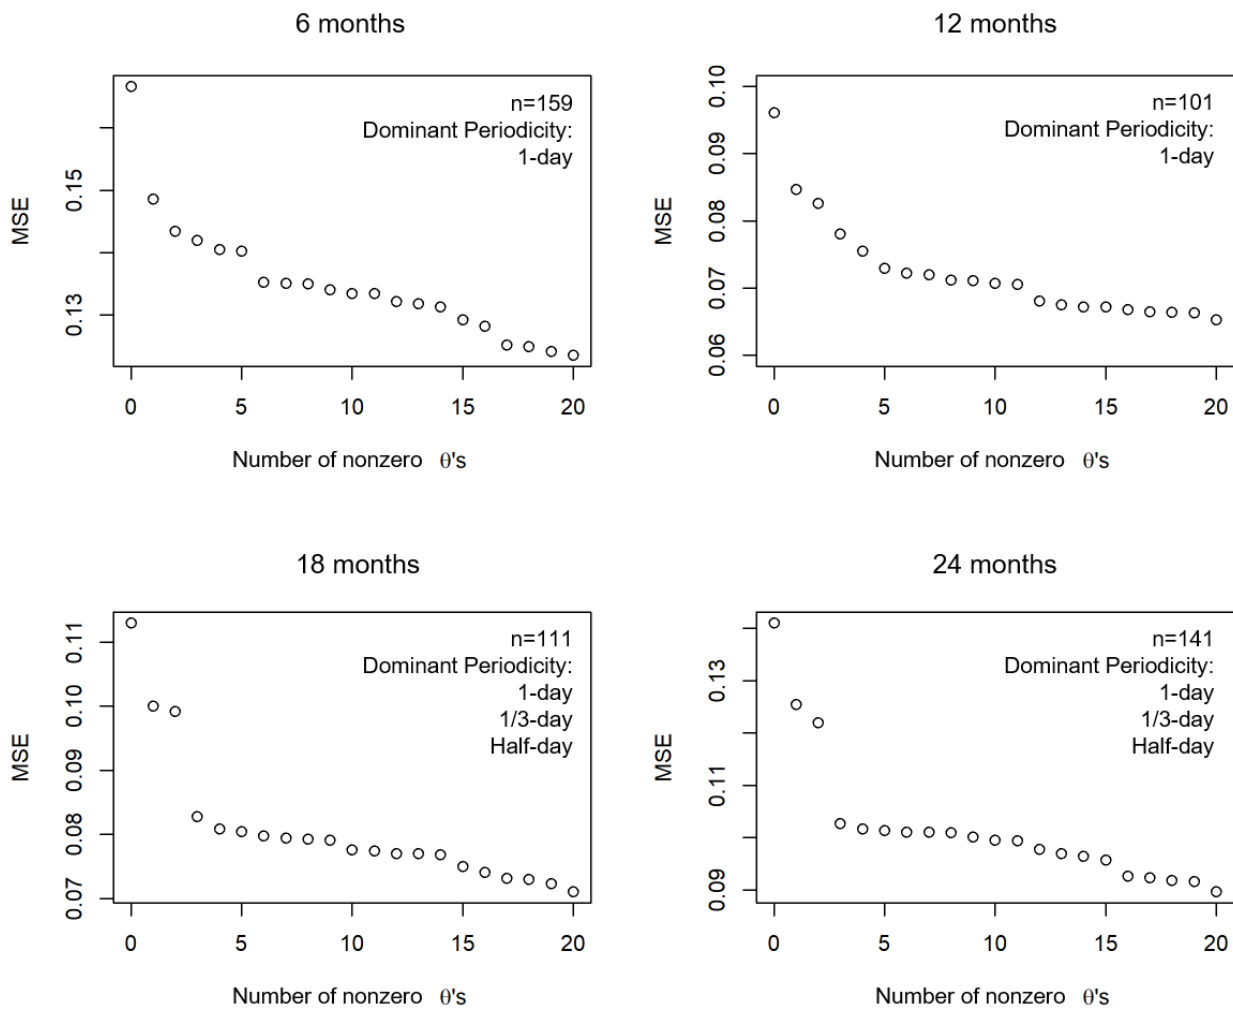 6 months
n=159
Dominant Periodicity:
1-day
MSE
0.15
0.13
0 5 10 15 20
Number of nonzero θ's
12 months
n=101
Dominant Periodicity:
1-day
MSE
0.10
0.09
0.08
0.07
0.06
0 5 10 15 20
Number of nonzero θ's
18 months
n=111
Dominant Periodicity:
1-day
1/3-day
Half-day
MSE
0.11
0.10
0.09
0.08
0.07
0 5 10 15 20
Number of nonzero θ's
24 months
n=141
Dominant Periodicity:
1-day
1/3-day
Half-day
MSE
0.13
0.11
0.09
0 5 10 15 20
Number of nonzero θ's